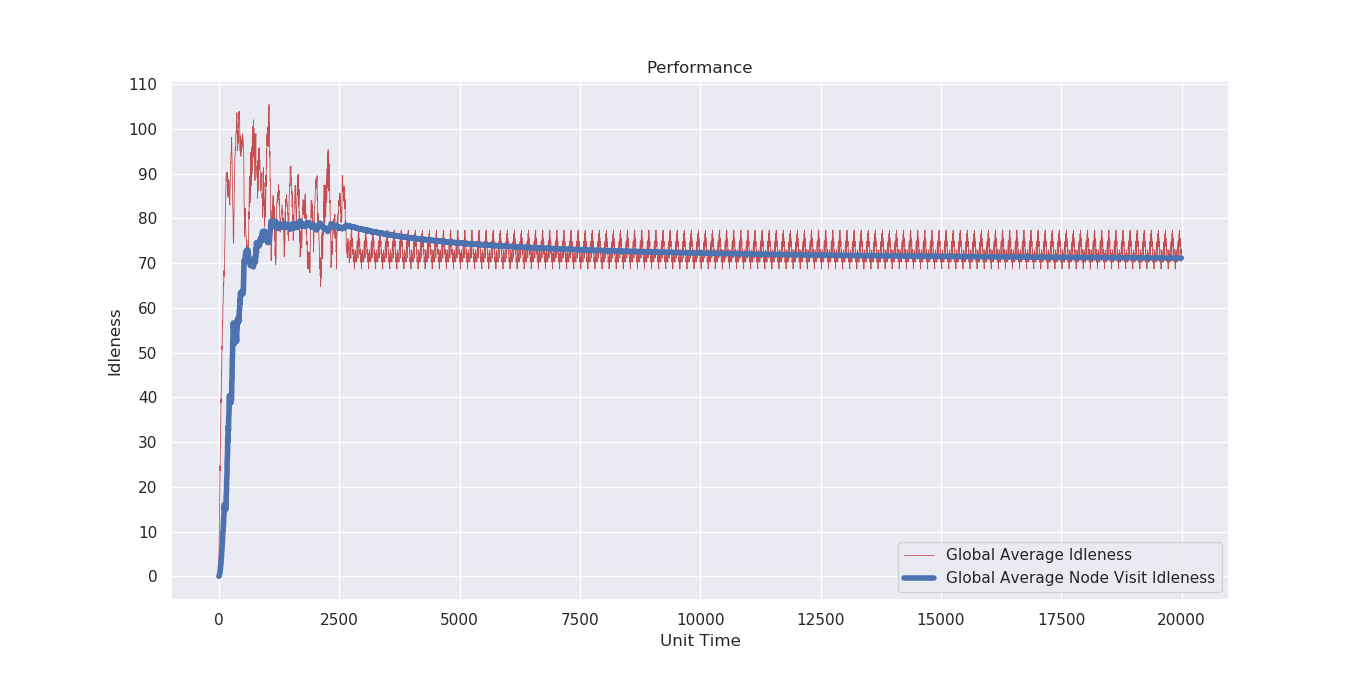 Performance
110
100
90
80
70
60
50
40
30
20
10
0
Idleness
Global Average Idleness
Global Average Node Visit Idleness
0 2500 5000 7500 10000 12500 15000 17500 20000
Unit Time